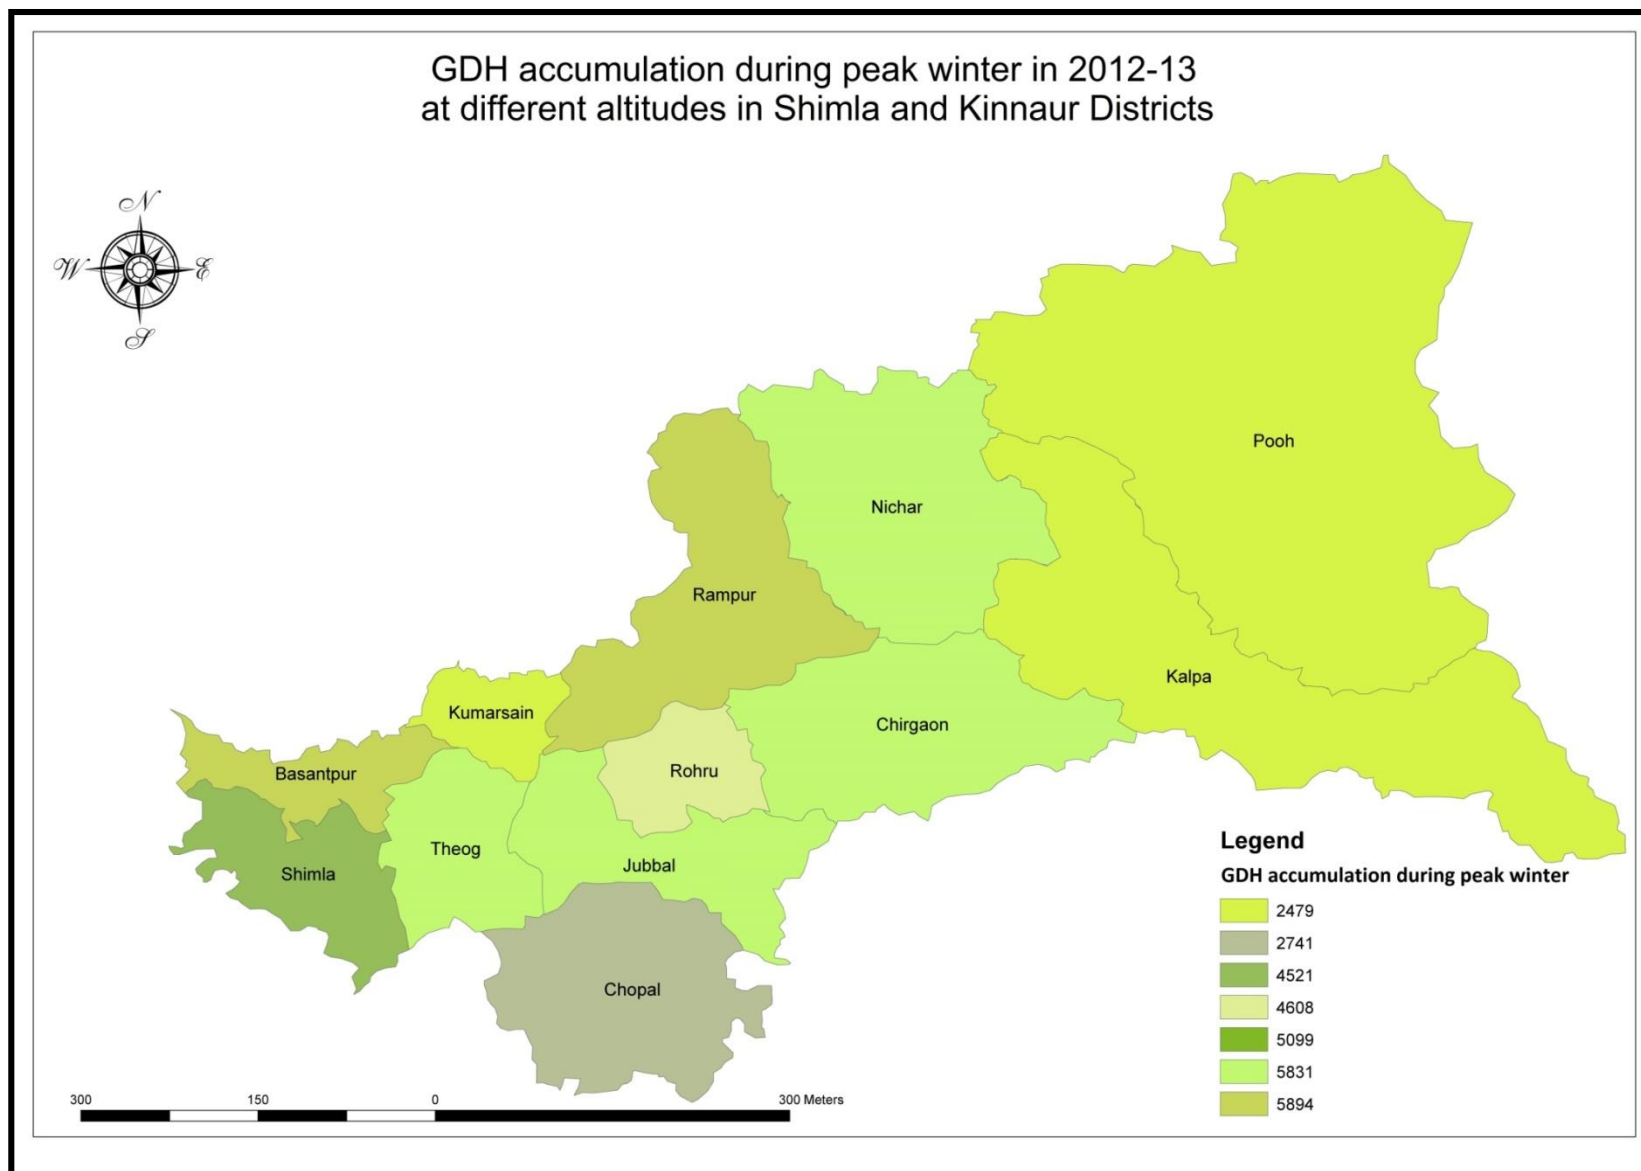 GDH accumulation during peak winter in 2012-13
at different altitudes in Shimla and Kinnaur Districts
N
W
E
S
Pooh
Nichar
Rampur
Kalpa
Kumarsain
Chirgaon
Basantpur
Rohru
Theog
Jubbal
Shimla
Chopal
Legend
GDH accumulation during peak winter
2479
2741
4521
4608
5099
5831
5894
300 150 0 300 Meters